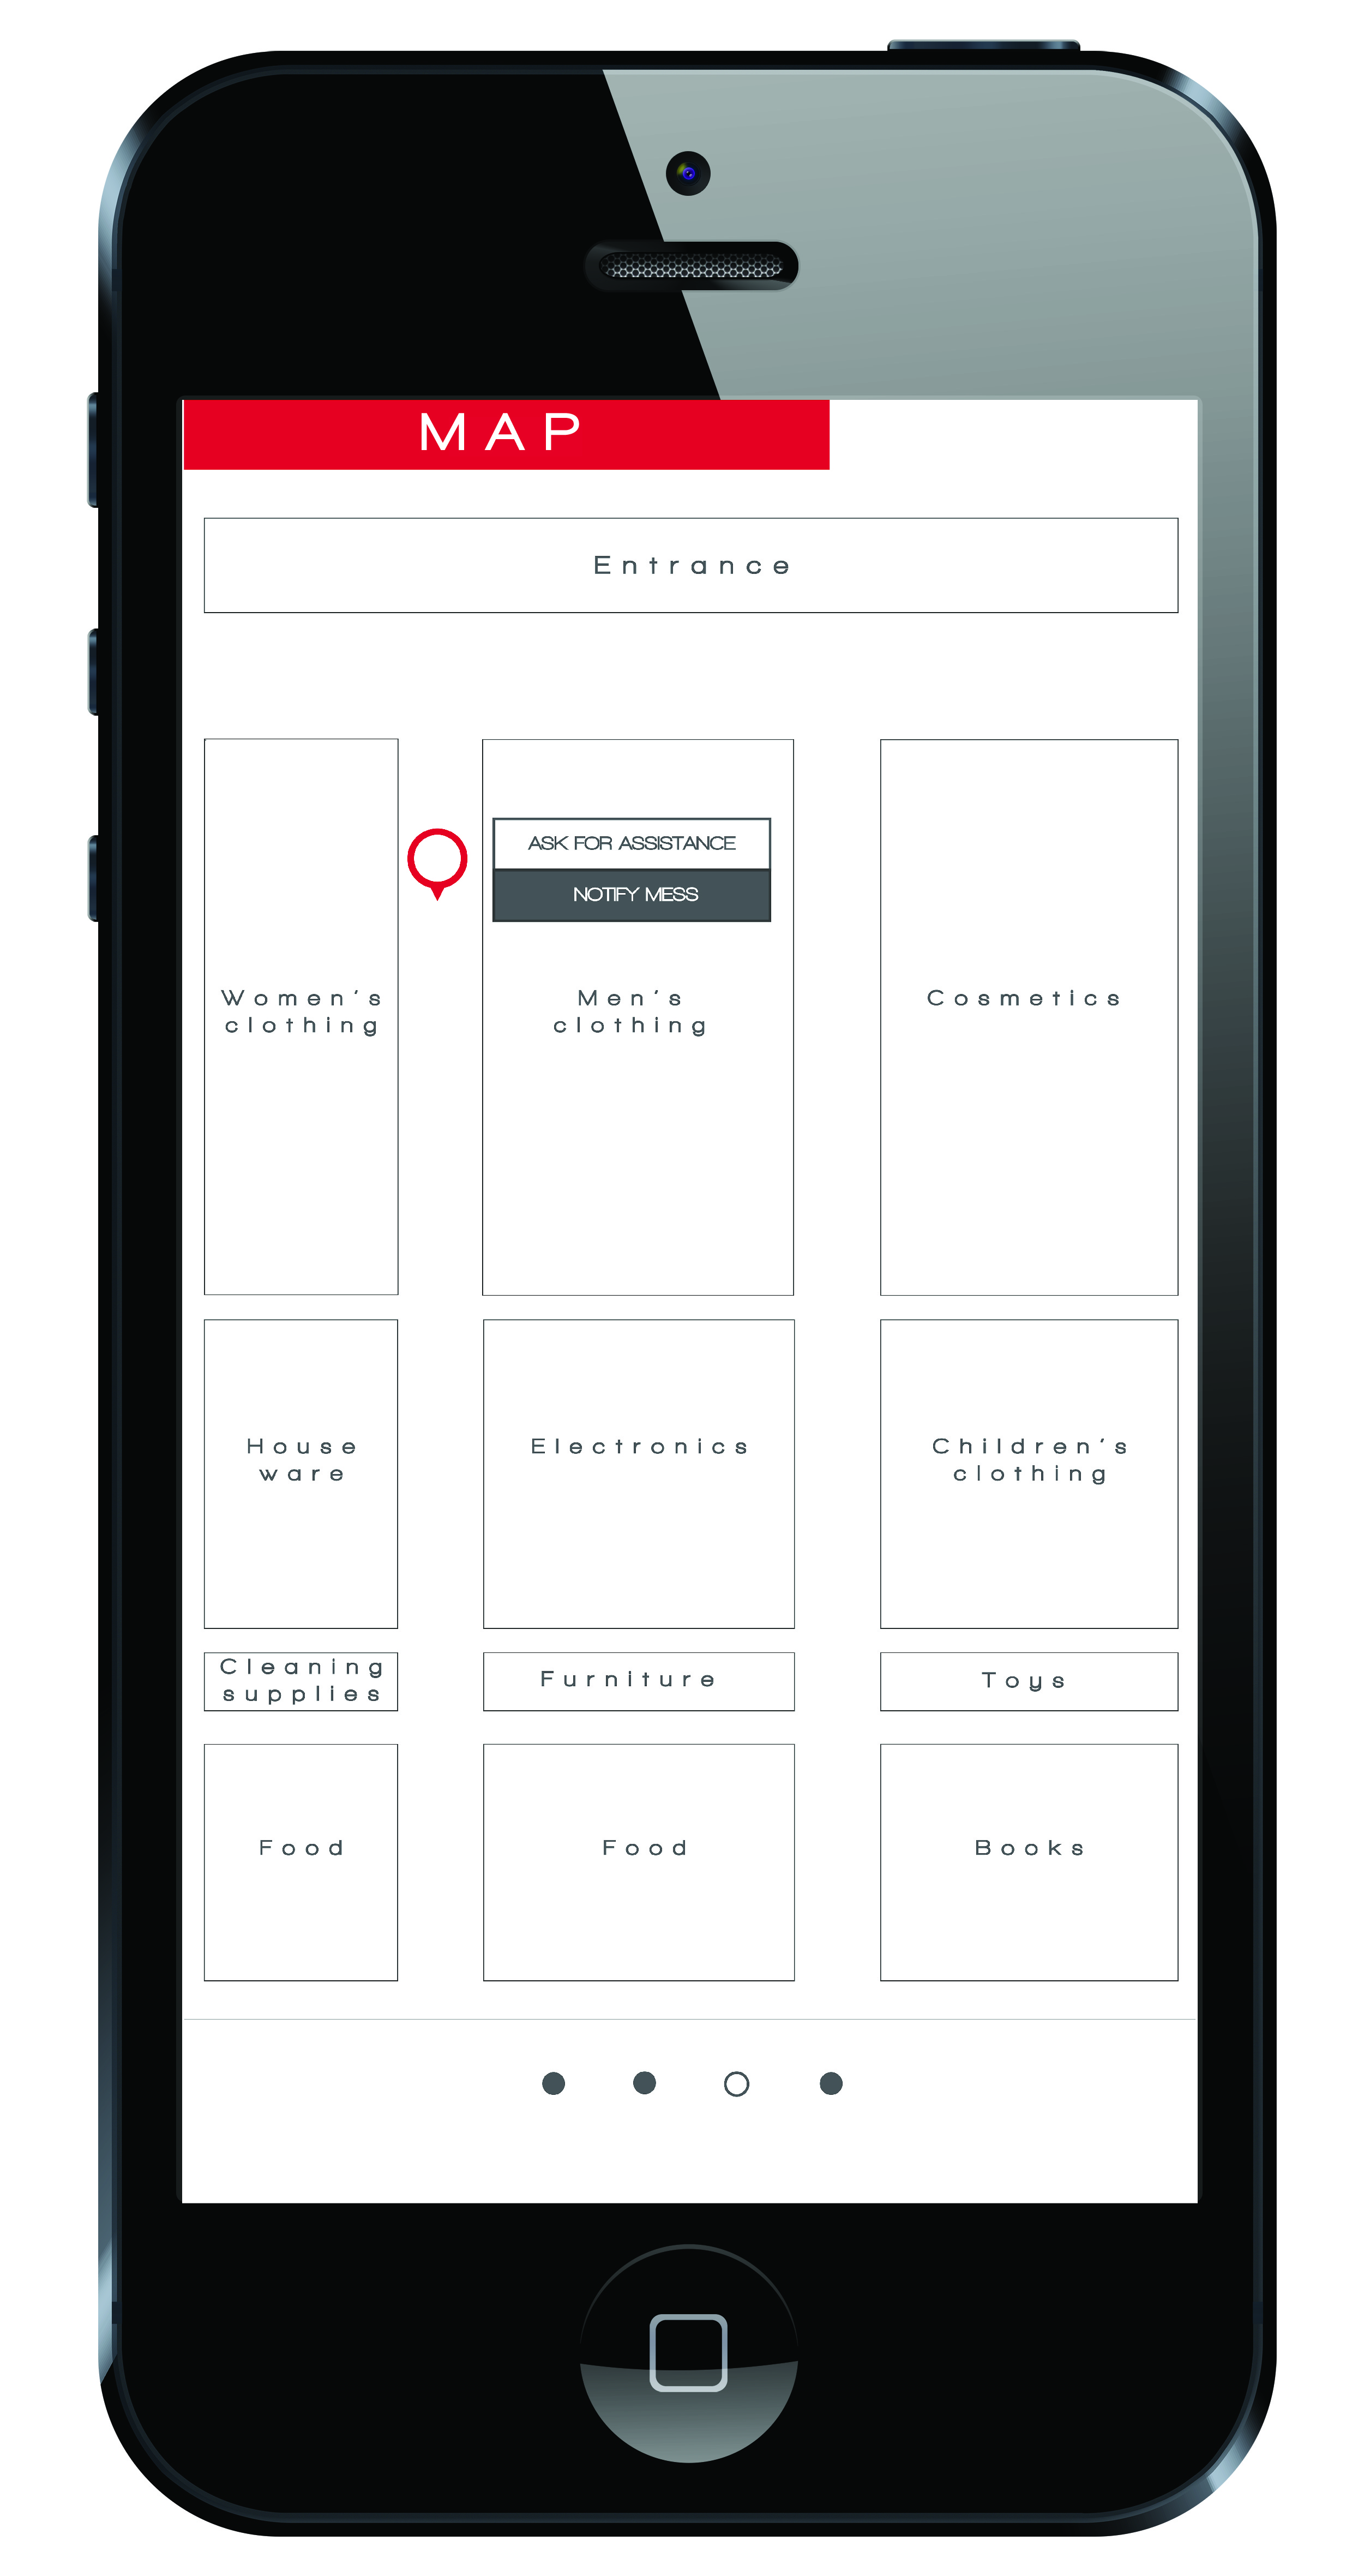 MAP
Entrance
ASK FOR ASSISTANCE
NOTIFY MESS
Women's
clothing
Men's
clothing
Cosmetics
House
ware
Electronics
Children's
clothing
Cleaning
supplies
Furniture
Toys
Food
Food
Books